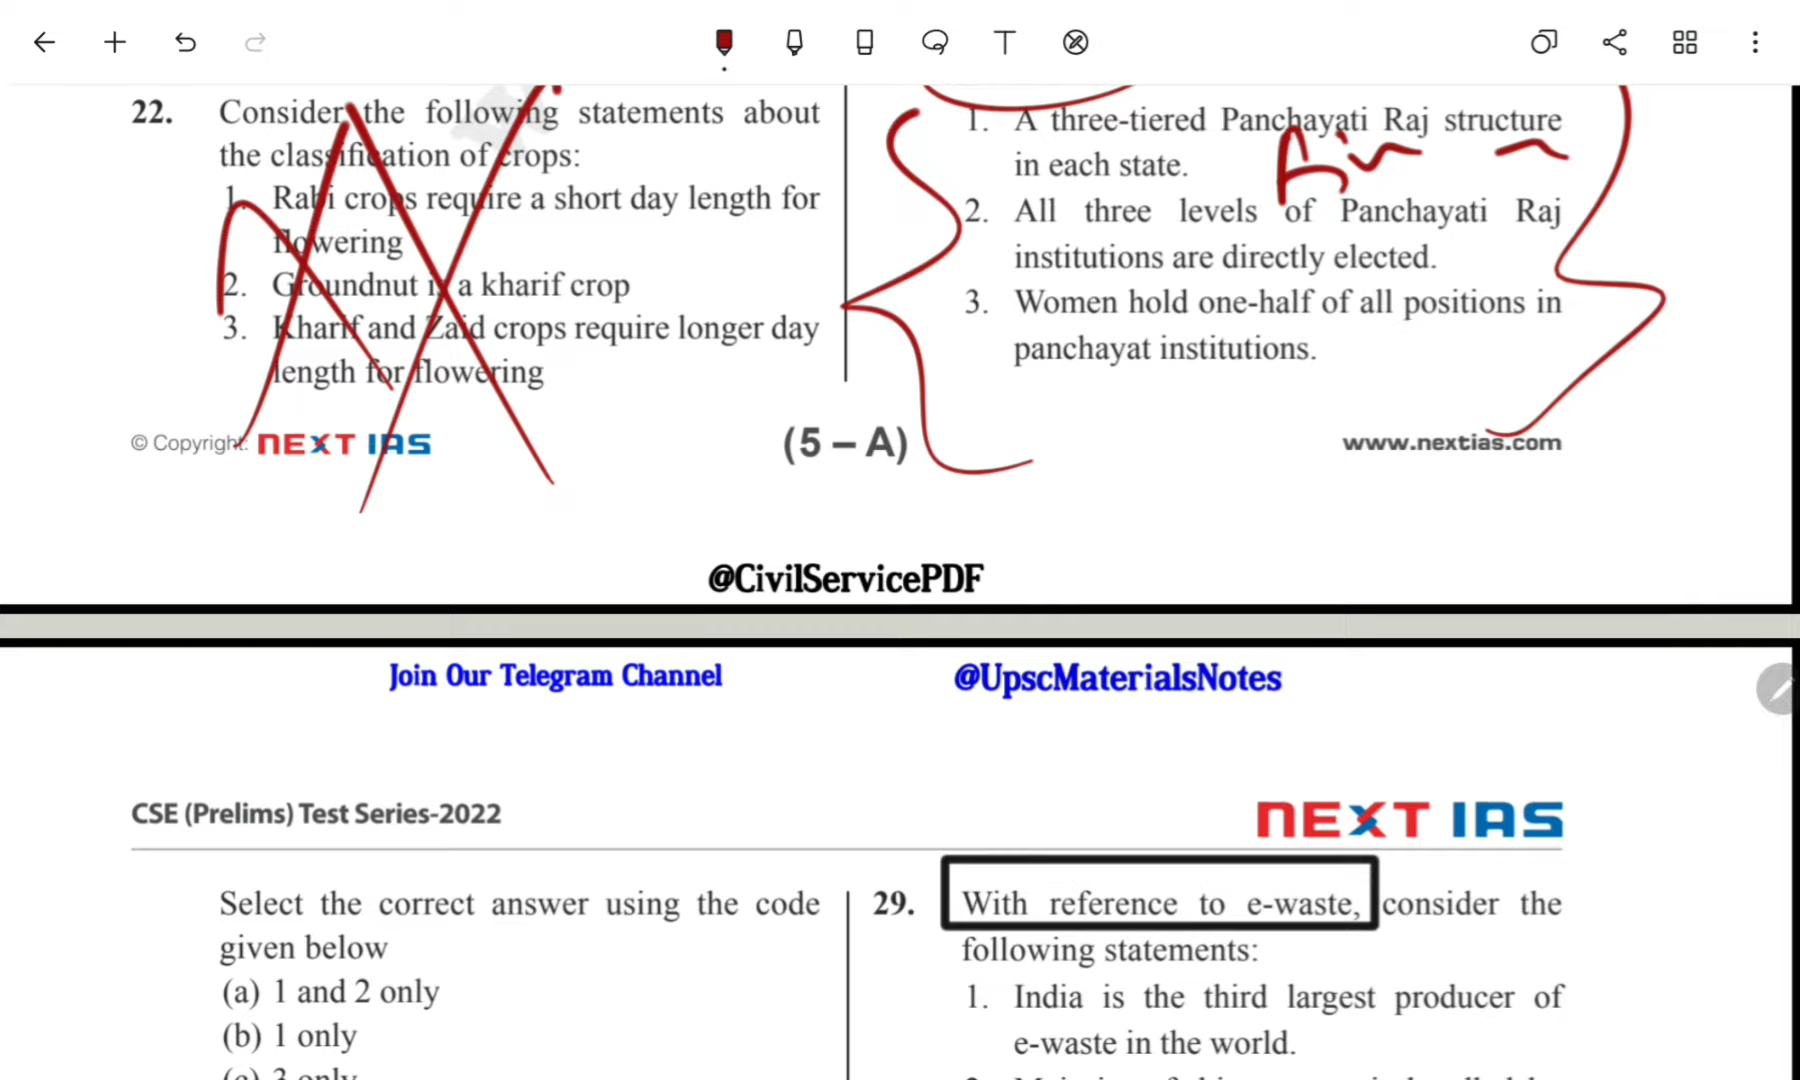 22. Consider the following statements about
the classification of crops:
1. Rabi crops require a short day length for
flowering
2. Groundnut is a kharif crop
3. Kharif and Zaid crops require longer day
length for flowering
1. A three-tiered Panchayati Raj structure
in each state.
2. All three levels of Panchayati Raj
institutions are directly elected.
3. Women hold one-half of all positions in
panchayat institutions.
© Copyright: NEXT IAS
(5 – A)
www.nextias.com
@CivilServicePDF
Join Our Telegram Channel
@UpscMaterialsNotes
CSE (Prelims) Test Series-2022
NEXT IAS
Select the correct answer using the code
given below
(a) 1 and 2 only
(b) 1 only
(c) 3 only
29. With reference to e-waste, consider the
following statements:
1. India is the third largest producer of
e-waste in the world.